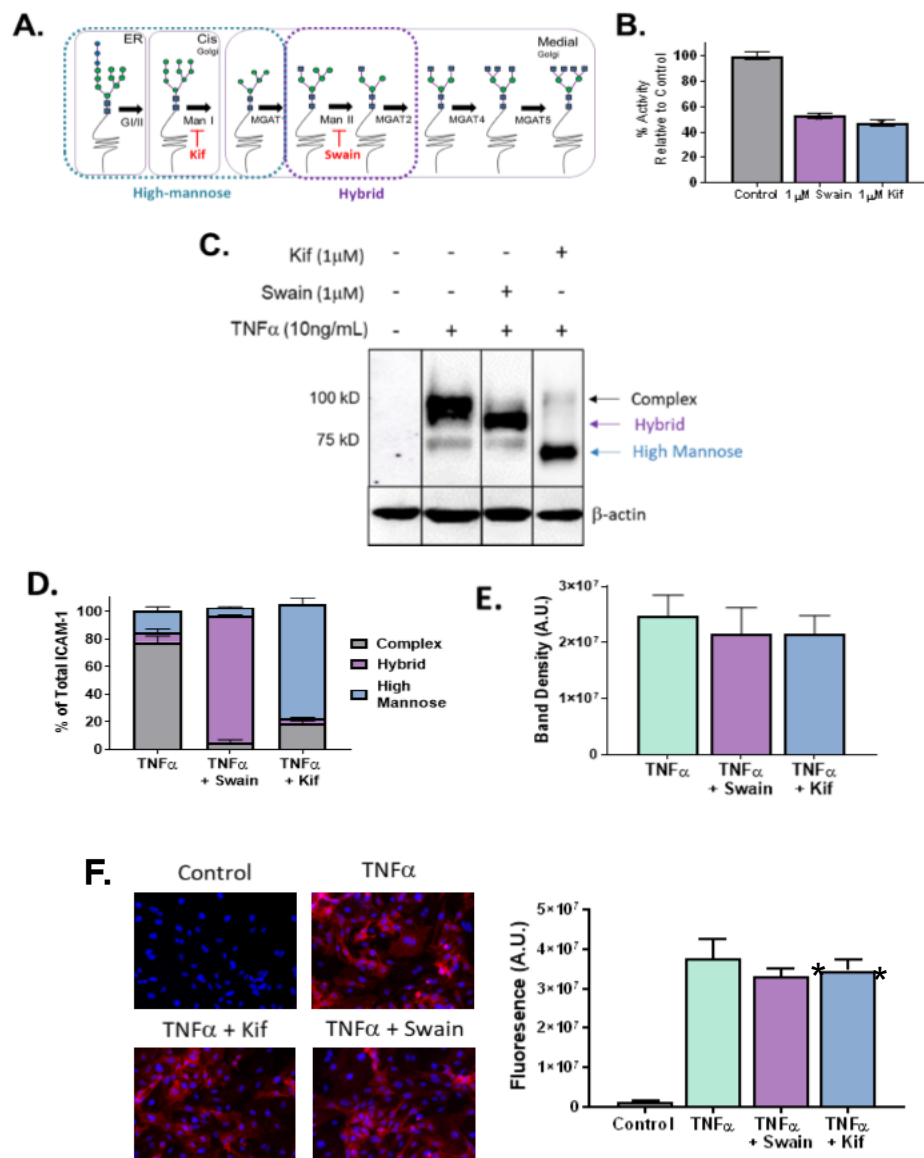 A.
ER
Cis
Golgi
Medial
Golgi
GI/II
Man I
MGAT1
Man II
MGAT2
MGAT4
MGAT5
Kif
Swain
High-mannose
Hybrid
B.
% Activity
Relative to Control
100
80
60
40
20
0
Control 1µM Swain 1µM Kif
C.
Kif (1µM) - - - +
Swain (1µM) - - + -
TNFα (10ng/mL) - + + +
100 kD
75 kD
Complex
Hybrid
High Mannose
β-actin
D.
% of Total ICAM-1
100
80
60
40
20
0
TNFα
TNFα
+ Swain
TNFα
+ Kif
Complex
Hybrid
High
Mannose
E.
Band Density (A.U.)
3×10⁷
2×10⁷
1×10⁷
0
TNFα
TNFα
+ Swain
TNFα
+ Kif
F.
Control
TNFα
TNFα + Kif
TNFα + Swain
Fluoresence (A.U.)
5×10⁷
4×10⁷
3×10⁷
2×10⁷
1×10⁷
0
* *
Control
TNFα
TNFα
+ Swain
TNFα
+ Kif